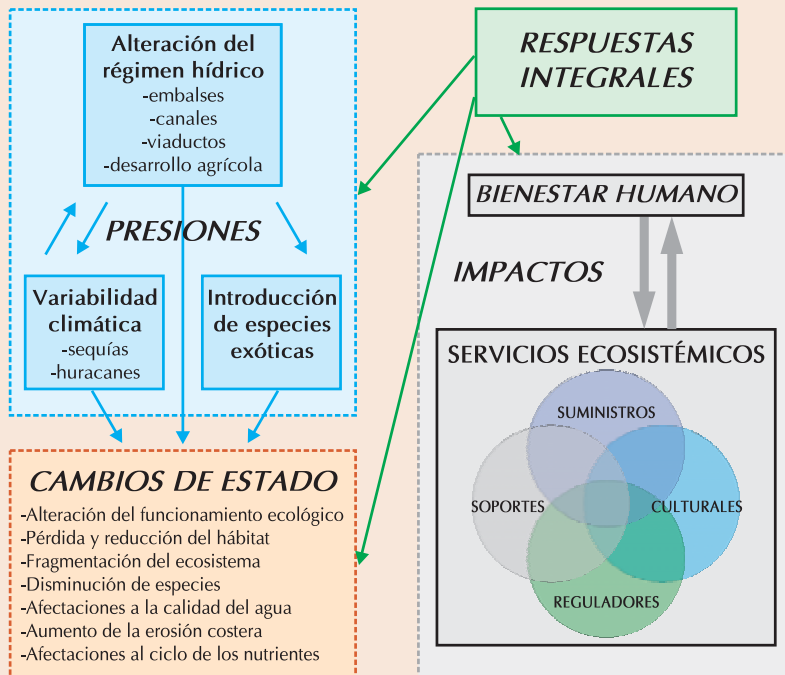 Alteración del
régimen hídrico
-embalses
-canales
-viaductos
-desarrollo agrícola
PRESIONES
Variabilidad
climática
-sequías
-huracanes
Introducción
de especies
exóticas
CAMBIOS DE ESTADO
-Alteración del funcionamiento ecológico
-Pérdida y reducción del hábitat
-Fragmentación del ecosistema
-Disminución de especies
-Afectaciones a la calidad del agua
-Aumento de la erosión costera
-Afectaciones al ciclo de los nutrientes
RESPUESTAS
INTEGRALES
BIENESTAR HUMANO
IMPACTOS
SERVICIOS ECOSISTÉMICOS
SUMINISTROS
SOPORTES
CULTURALES
REGULADORES